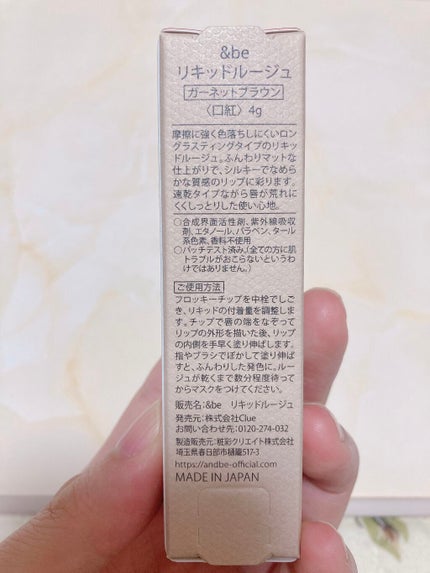 &be
リキッドルージュ
ガーネットブラウン
〈口紅〉4g
摩擦に強く色落ちしにくいロン
グラスティングタイプのリキッ
ドルージュ。ふんわりマットな
仕上がりで、シルキーでなめら
かな質感のリップに彩ります。
速乾タイプながら唇が荒れに
くくしっとりした使い心地。
○合成界面活性剤、紫外線吸収
剤、エタノール、パラベン、タール
系色素、香料不使用
○パッチテスト済み。(全ての方に肌
トラブルがおこらないというわ
けではありません。)
ご使用方法
フロッキーチップを中栓でしご
き、リキッドの付着量を調整しま
す。チップで唇の端をなぞって
リップの外形を描いた後、リップ
の内側を手早く塗り伸ばします。
指やブラシでぼかして塗り伸ば
すと、ふんわりした発色に。ルー
ジュが乾くまで数分程度待って
からマスクをつけてください。
販売名:&be リキッドルージュ
発売元:株式会社Clue
お問い合わせ先:0120-274-032
製造販売元:粧彩クリエイト株式会社
埼玉県春日部市樋籠517-3
https://andbe-official.com
MADE IN JAPAN